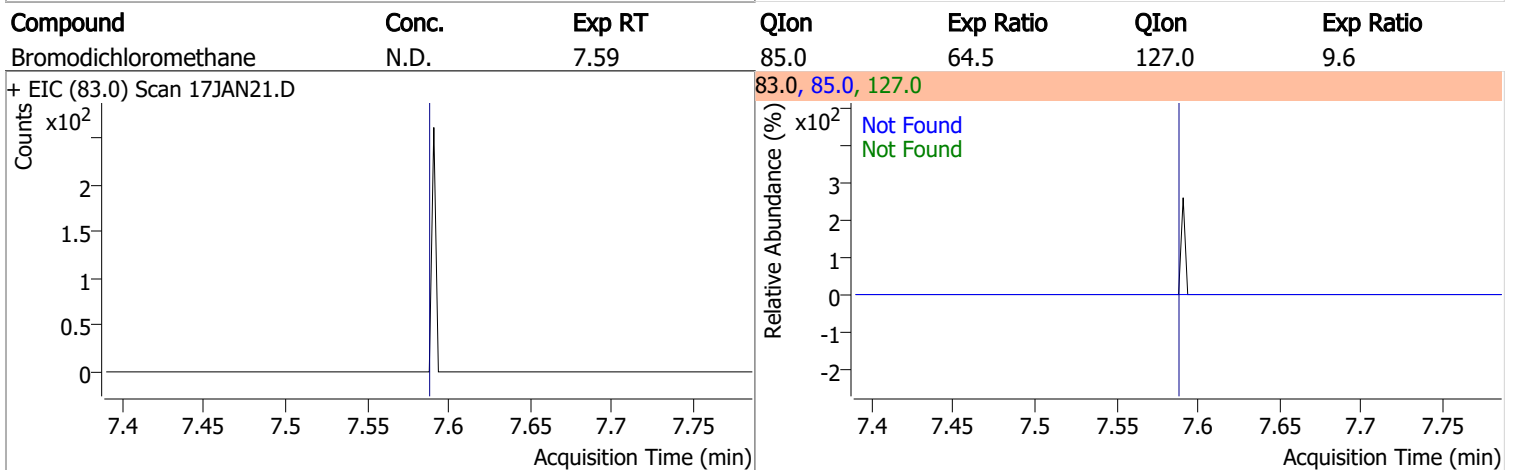 Compound Conc. Exp RT QIon Exp Ratio QIon Exp Ratio
Bromodichloromethane N.D. 7.59 85.0 64.5 127.0 9.6
+ EIC (83.0) Scan 17JAN21.D
Counts
x10²
2
1.5
1
0.5
0
7.4 7.45 7.5 7.55 7.6 7.65 7.7 7.75
Acquisition Time (min)
83.0, 85.0, 127.0
Relative Abundance (%)
x10²
Not Found
Not Found
3
2
1
0
-1
-2
7.4 7.45 7.5 7.55 7.6 7.65 7.7 7.75
Acquisition Time (min)